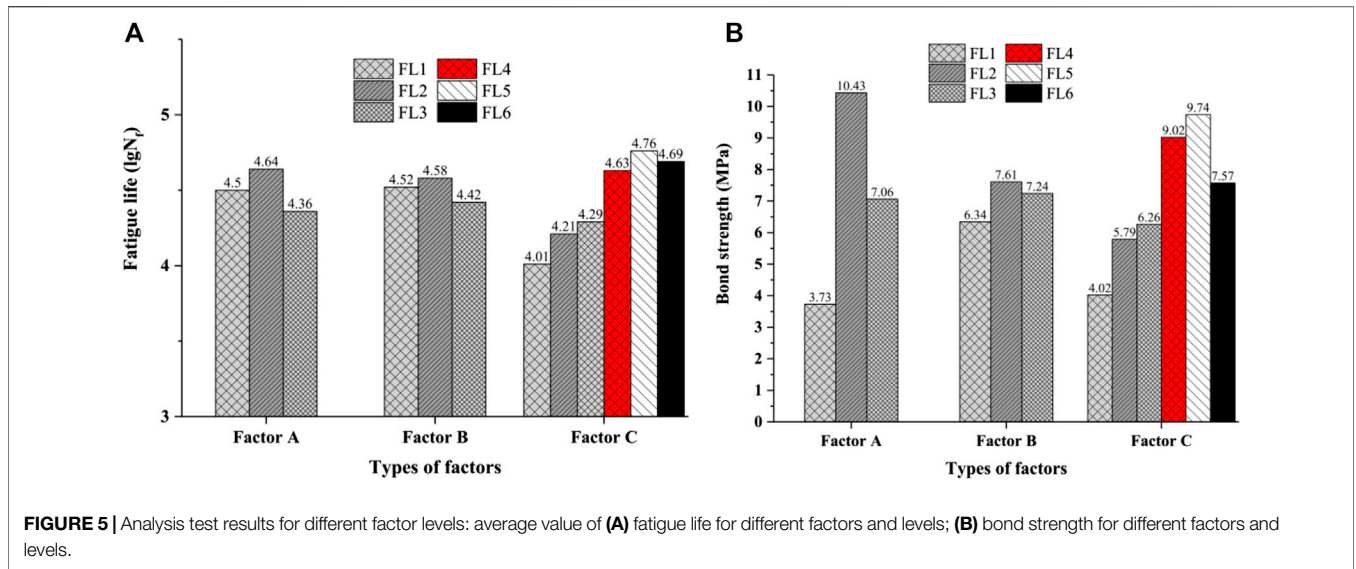 A
Fatigue life (lgNf)
5
4
3
FL1
FL2
FL3
FL4
FL5
FL6
4.5
4.64
4.36
4.52
4.58
4.42
4.01
4.21
4.29
4.63
4.76
4.69
Factor A
Factor B
Factor C
Types of factors
B
Bond strength (MPa)
11
10
9
8
7
6
5
4
3
2
1
0
FL1
FL2
FL3
FL4
FL5
FL6
3.73
10.43
7.06
6.34
7.61
7.24
4.02
5.79
6.26
9.02
9.74
7.57
Factor A
Factor B
Factor C
Types of factors
FIGURE 5 | Analysis test results for different factor levels: average value of (A) fatigue life for different factors and levels; (B) bond strength for different factors and
levels.